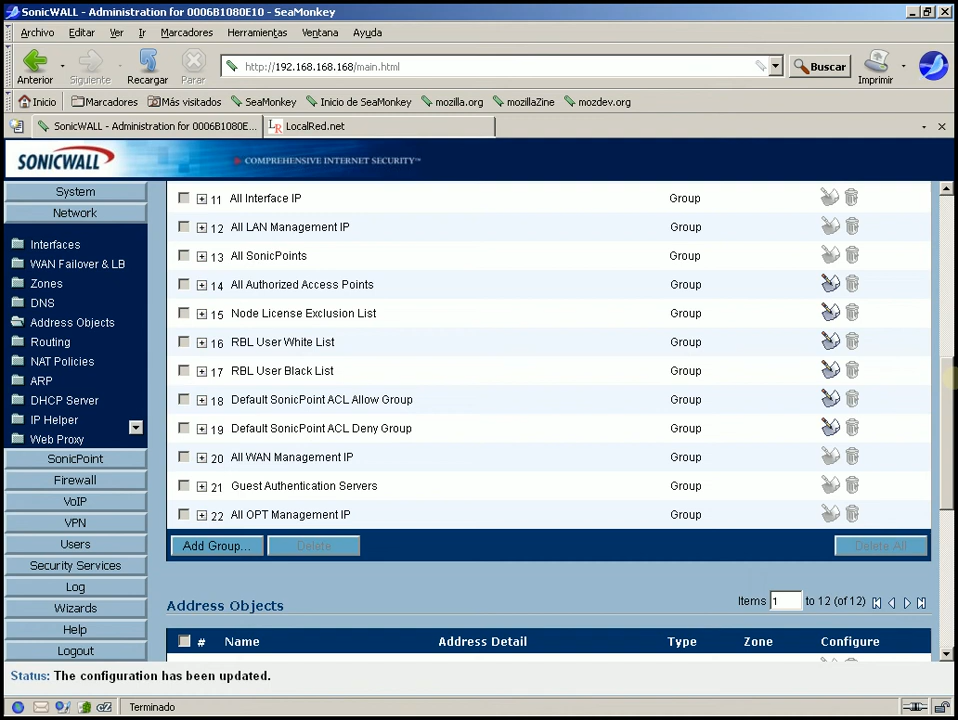 SonicWALL - Administration for 0006B1080E10 - SeaMonkey
Archivo Editar Ver Ir Marcadores Herramientas Ventana Ayuda
Anterior Siguiente Recargar Parar http://192.168.168.168/main.html Buscar Imprimir
Inicio Marcadores Más visitados SeaMonkey Inicio de SeaMonkey mozilla.org mozillaZine mozdev.org
SonicWALL - Administration for 0006B1080E... LocalRed.net
SONICWALL COMPREHENSIVE INTERNET SECURITY™
System
Network
Interfaces
WAN Failover & LB
Zones
DNS
Address Objects
Routing
NAT Policies
ARP
DHCP Server
IP Helper
Web Proxy
SonicPoint
Firewall
VoIP
VPN
Users
Security Services
Log
Wizards
Help
Logout
11 All Interface IP Group
12 All LAN Management IP Group
13 All SonicPoints Group
14 All Authorized Access Points Group
15 Node License Exclusion List Group
16 RBL User White List Group
17 RBL User Black List Group
18 Default SonicPoint ACL Allow Group Group
19 Default SonicPoint ACL Deny Group Group
20 All WAN Management IP Group
21 Guest Authentication Servers Group
22 All OPT Management IP Group
Add Group... Delete Delete All
Address Objects Items 1 to 12 (of 12)
# Name Address Detail Type Zone Configure
Status: The configuration has been updated.
Terminado